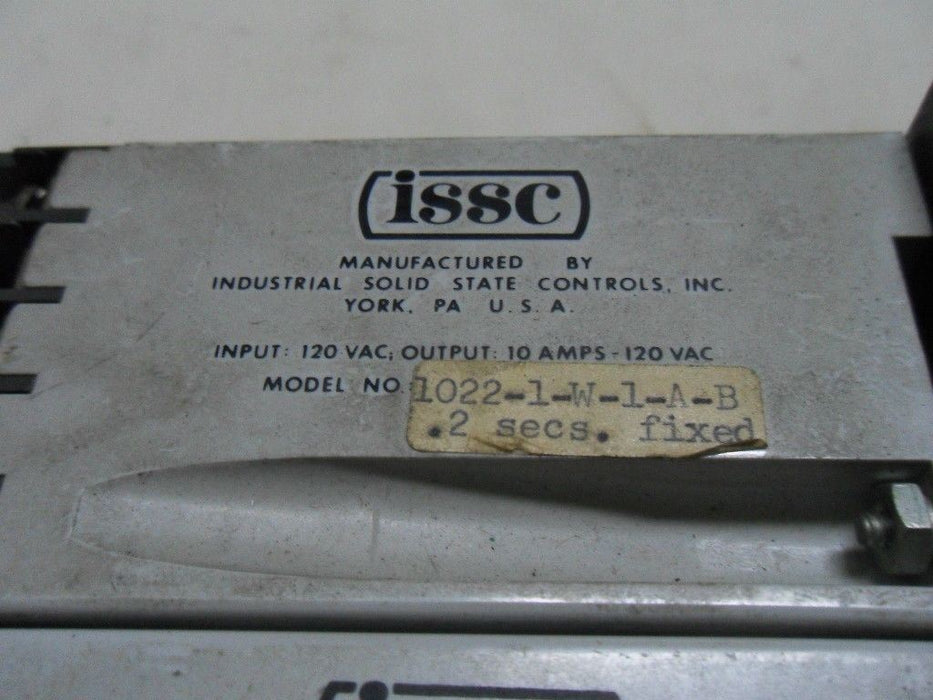 issc
MANUFACTURED BY
INDUSTRIAL SOLID STATE CONTROLS, INC.
YORK, PA U.S.A.
INPUT: 120 VAC; OUTPUT: 10 AMPS - 120 VAC
MODEL NO. 1022-1-W-1-A-B
.2 secs. fixed